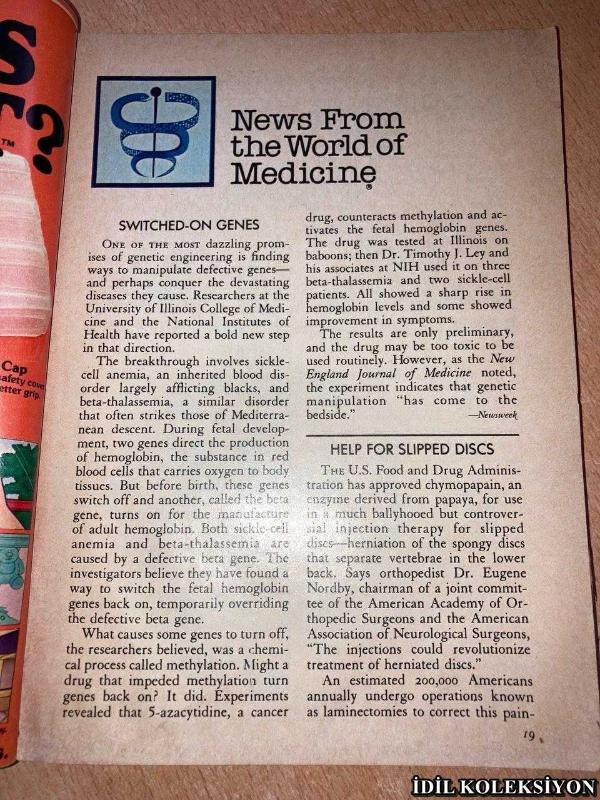 S
T?
TM
Cap
afety cove
etter grip.
News From
the World of
Medicine
®
SWITCHED-ON GENES
ONE OF THE MOST dazzling prom-
ises of genetic engineering is finding
ways to manipulate defective genes—
and perhaps conquer the devastating
diseases they cause. Researchers at the
University of Illinois College of Medi-
cine and the National Institutes of
Health have reported a bold new step
in that direction.
The breakthrough involves sickle-
cell anemia, an inherited blood dis-
order largely afflicting blacks, and
beta-thalassemia, a similar disorder
that often strikes those of Mediterra-
nean descent. During fetal develop-
ment, two genes direct the production
of hemoglobin, the substance in red
blood cells that carries oxygen to body
tissues. But before birth, these genes
switch off and another, called the beta
gene, turns on for the manufacture
of adult hemoglobin. Both sickle-cell
anemia and beta-thalassemia are
caused by a defective beta gene. The
investigators believe they have found a
way to switch the fetal hemoglobin
genes back on, temporarily overriding
the defective beta gene.
What causes some genes to turn off,
the researchers believed, was a chemi-
cal process called methylation. Might a
drug that impeded methylation turn
genes back on? It did. Experiments
revealed that 5-azacytidine, a cancer
drug, counteracts methylation and ac-
tivates the fetal hemoglobin genes.
The drug was tested at Illinois on
baboons; then Dr. Timothy J. Ley and
his associates at NIH used it on three
beta-thalassemia and two sickle-cell
patients. All showed a sharp rise in
hemoglobin levels and some showed
improvement in symptoms.
The results are only preliminary,
and the drug may be too toxic to be
used routinely. However, as the New
England Journal of Medicine noted,
the experiment indicates that genetic
manipulation "has come to the
bedside." —Newsweek
HELP FOR SLIPPED DISCS
THE U.S. Food and Drug Adminis-
tration has approved chymopapain, an
enzyme derived from papaya, for use
in a much ballyhooed but controver-
sial injection therapy for slipped
discs—herniation of the spongy discs
that separate vertebrae in the lower
back. Says orthopedist Dr. Eugene
Nordby, chairman of a joint commit-
tee of the American Academy of Or-
thopedic Surgeons and the American
Association of Neurological Surgeons,
"The injections could revolutionize
treatment of herniated discs."
An estimated 200,000 Americans
annually undergo operations known
as laminectomies to correct this pain-
19
İDİL KOLEKSİYON